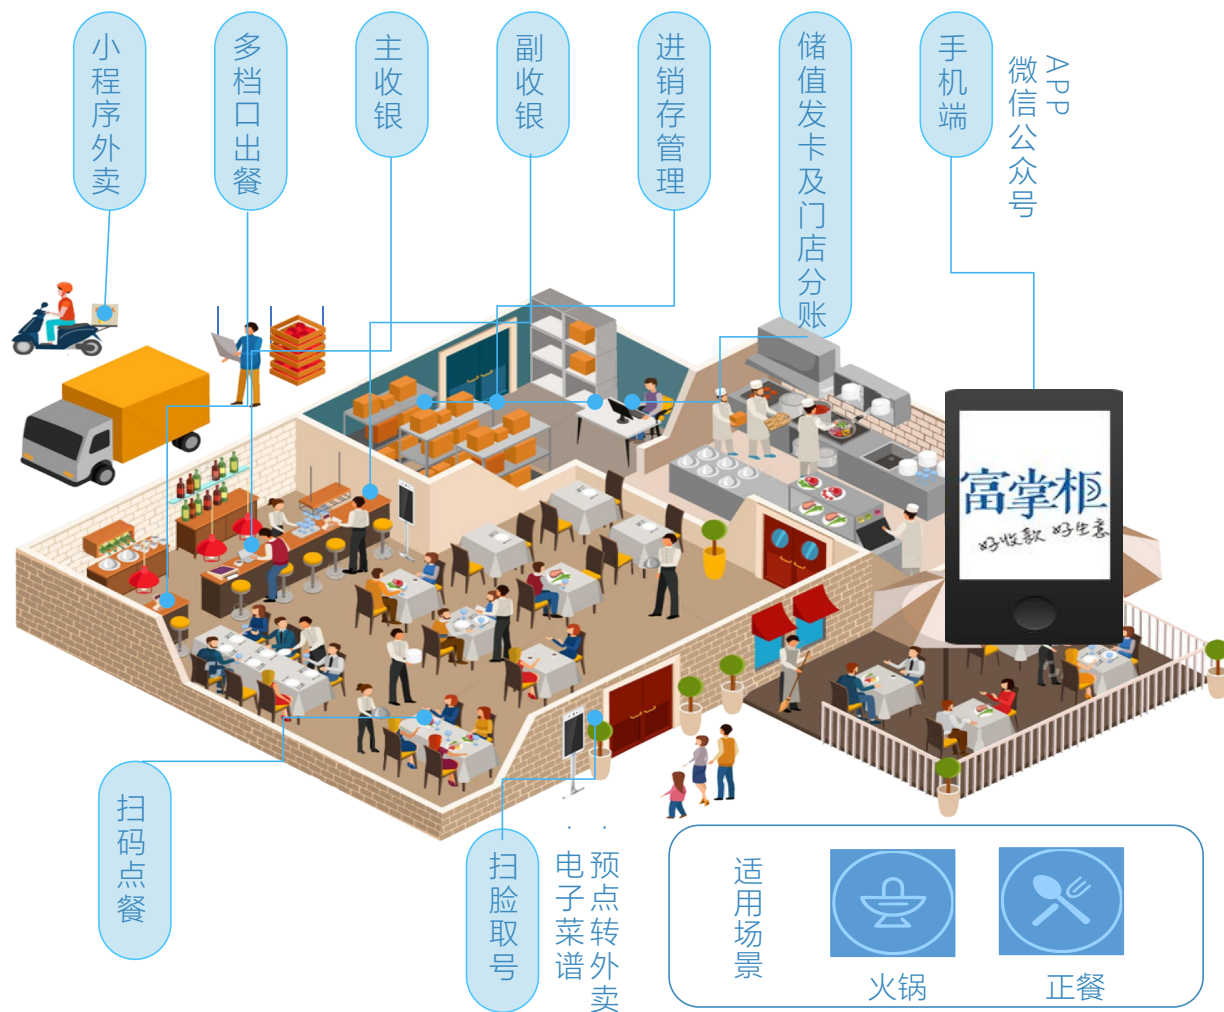 小程序外卖
多档口出餐
主收银
副收银
进销存管理
储值发卡及门店分账
手机端
APP
微信公众号
富掌柜
好收款 好生意
扫码点餐
扫脸取号
· 电子菜谱
· 预点转外卖
适用场景
火锅
正餐